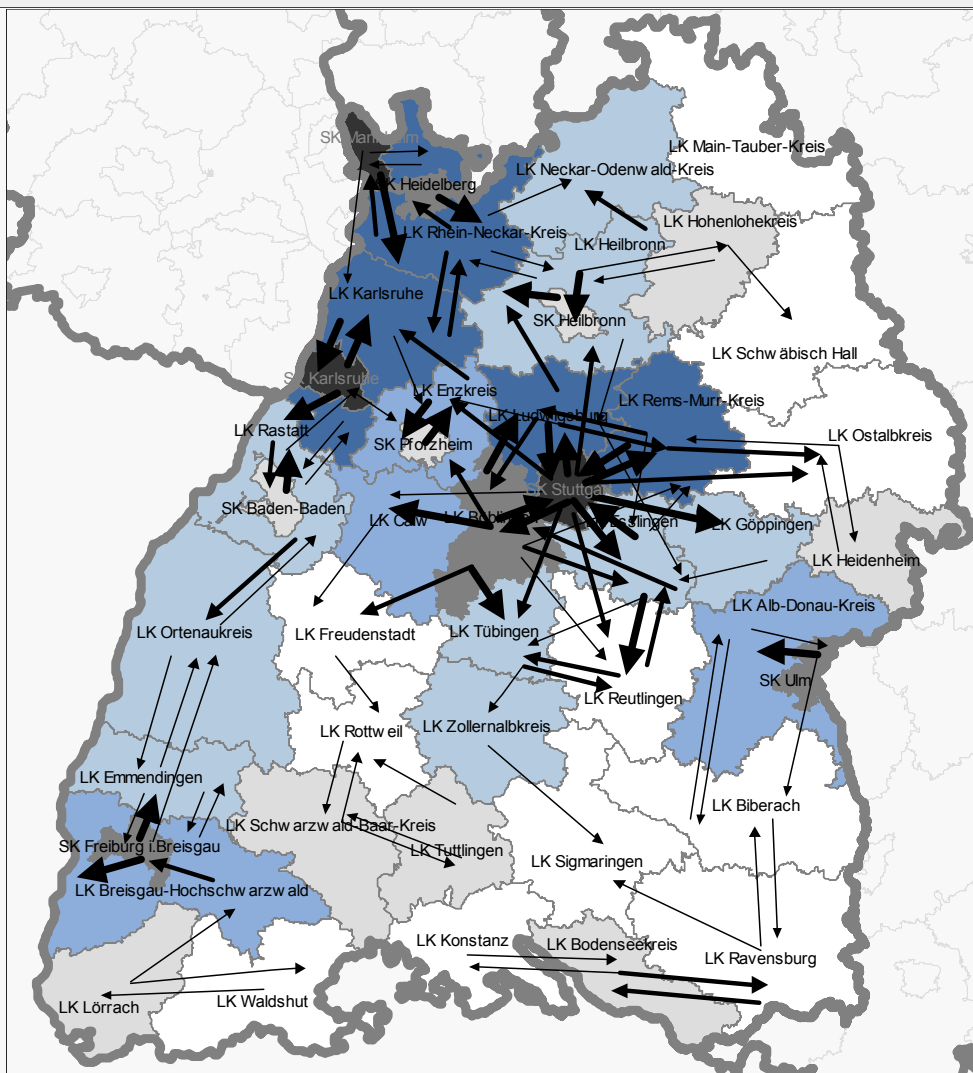 SK Mannheim
LK Main-Tauber-Kreis
LK Neckar-Odenwald-Kreis
SK Heidelberg
LK Hohenlohekreis
LK Rhein-Neckar-Kreis
LK Heilbronn
LK Karlsruhe
SK Heilbronn
LK Schwäbisch Hall
SK Karlsruhe
LK Enzkreis
LK Rems-Murr-Kreis
LK Ludwigsburg
LK Rastatt
SK Pforzheim
LK Ostalbkreis
SK Stuttgart
SK Baden-Baden
LK Calw
LK Böblingen
LK Esslingen
LK Göppingen
LK Heidenheim
LK Alb-Donau-Kreis
LK Ortenaukreis
LK Freudenstadt
LK Tübingen
SK Ulm
LK Reutlingen
LK Zollernalbkreis
LK Rottweil
LK Emmendingen
LK Biberach
LK Schwarzwald-Baar-Kreis
SK Freiburg i.Breisgau
LK Tuttlingen
LK Sigmaringen
LK Breisgau-Hochschwarzwald
LK Konstanz
LK Bodenseekreis
LK Ravensburg
LK Lörrach
LK Waldshut